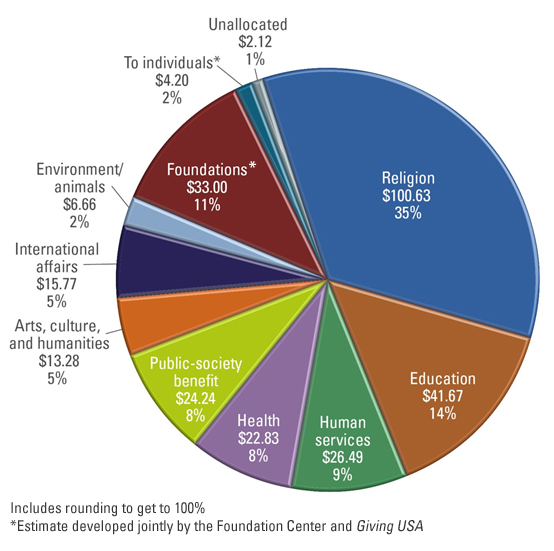 Unallocated
$2.12
1%
To individuals*
$4.20
2%
Foundations*
$33.00
11%
Environment/
animals
$6.66
2%
International
affairs
$15.77
5%
Arts, culture,
and humanities
$13.28
5%
Public-society
benefit
$24.24
8%
Health
$22.83
8%
Human
services
$26.49
9%
Education
$41.67
14%
Religion
$100.63
35%
Includes rounding to get to 100%
*Estimate developed jointly by the Foundation Center and Giving USA